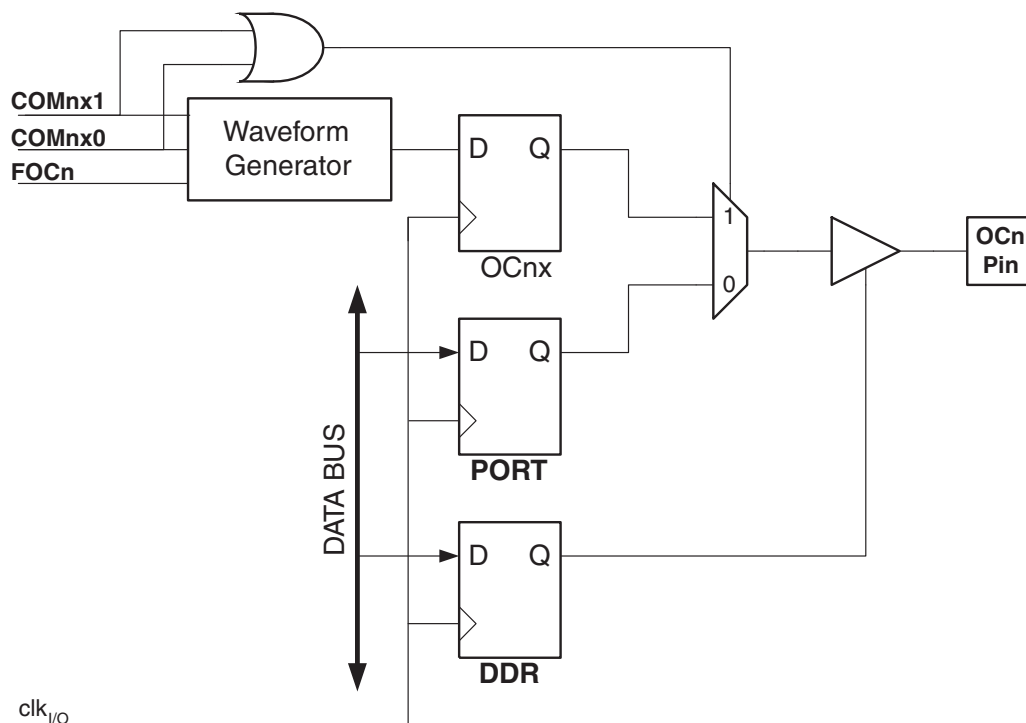 COMnx1
COMnx0
FOCn
Waveform
Generator
D Q
OCnx
1
0
OCn
Pin
D Q
PORT
DATA BUS
D Q
DDR
clkI/O